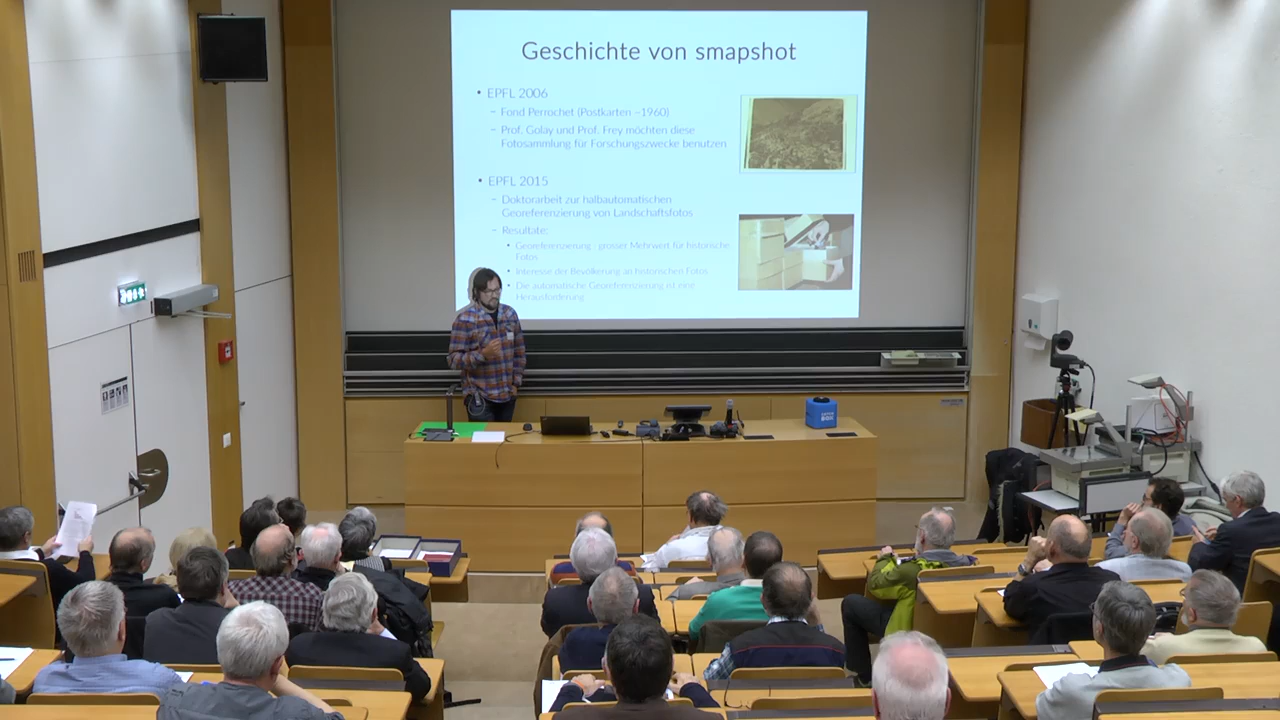 Geschichte von smapshot
• EPFL 2006
– Fond Perrochet (Postkarten –1960)
– Prof. Golay und Prof. Frey möchten diese
Fotosammlung für Forschungszwecke benutzen
• EPFL 2015
– Doktorarbeit zur halbautomatischen
Georeferenzierung von Landschaftsfotos
– Resultate:
• Georeferenzierung : grosser Mehrwert für historische
Fotos
• Interesse der Bevölkerung an historischen Fotos
• Die automatische Georeferenzierung ist eine
Herausforderung